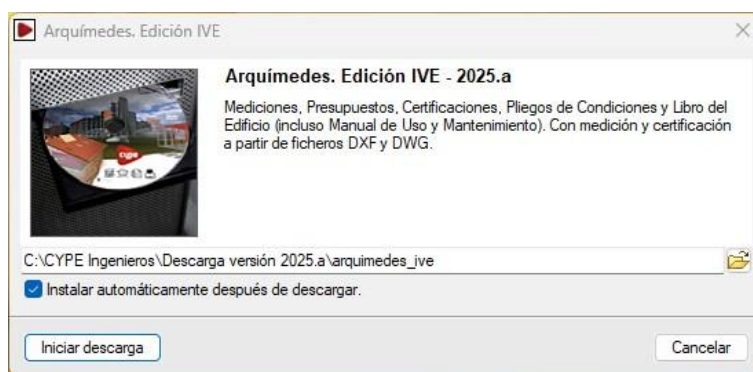 Arquímedes. Edición IVE
Arquímedes. Edición IVE - 2025.a
Mediciones, Presupuestos, Certificaciones, Pliegos de Condiciones y Libro del
Edificio (incluso Manual de Uso y Mantenimiento). Con medición y certificación
a partir de ficheros DXF y DWG.
cype
C:\CYPE Ingenieros\Descarga versión 2025.a\arquimedes_ive
Instalar automáticamente después de descargar.
Iniciar descarga
Cancelar